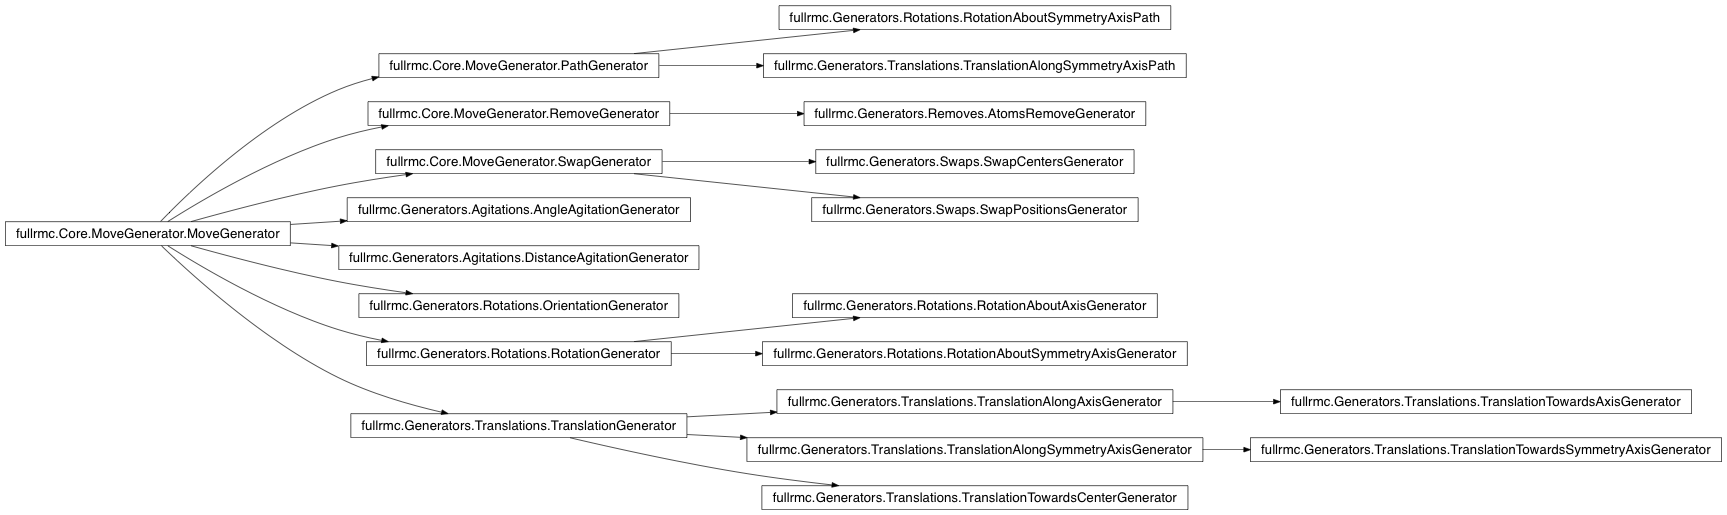 fullrmc.Generators.Rotations.RotationAboutSymmetryAxisPath
fullrmc.Core.MoveGenerator.PathGenerator
fullrmc.Generators.Translations.TranslationAlongSymmetryAxisPath
fullrmc.Core.MoveGenerator.RemoveGenerator
fullrmc.Generators.Removes.AtomsRemoveGenerator
fullrmc.Core.MoveGenerator.SwapGenerator
fullrmc.Generators.Swaps.SwapCentersGenerator
fullrmc.Generators.Agitations.AngleAgitationGenerator
fullrmc.Generators.Swaps.SwapPositionsGenerator
fullrmc.Core.MoveGenerator.MoveGenerator
fullrmc.Generators.Agitations.DistanceAgitationGenerator
fullrmc.Generators.Rotations.OrientationGenerator
fullrmc.Generators.Rotations.RotationAboutAxisGenerator
fullrmc.Generators.Rotations.RotationGenerator
fullrmc.Generators.Rotations.RotationAboutSymmetryAxisGenerator
fullrmc.Generators.Translations.TranslationAlongAxisGenerator
fullrmc.Generators.Translations.TranslationTowardsAxisGenerator
fullrmc.Generators.Translations.TranslationGenerator
fullrmc.Generators.Translations.TranslationAlongSymmetryAxisGenerator
fullrmc.Generators.Translations.TranslationTowardsSymmetryAxisGenerator
fullrmc.Generators.Translations.TranslationTowardsCenterGenerator